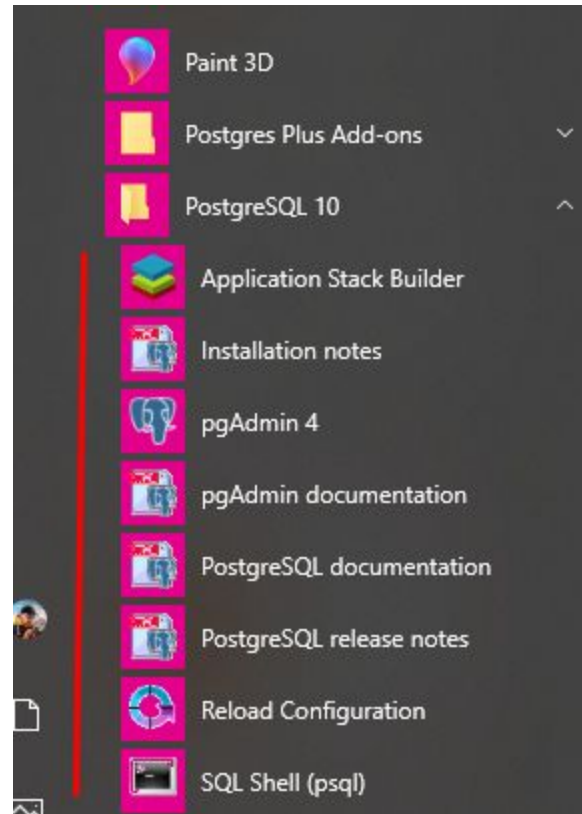 Paint 3D
Postgres Plus Add-ons
PostgreSQL 10
Application Stack Builder
Installation notes
pgAdmin 4
pgAdmin documentation
PostgreSQL documentation
PostgreSQL release notes
Reload Configuration
SQL Shell (psql)